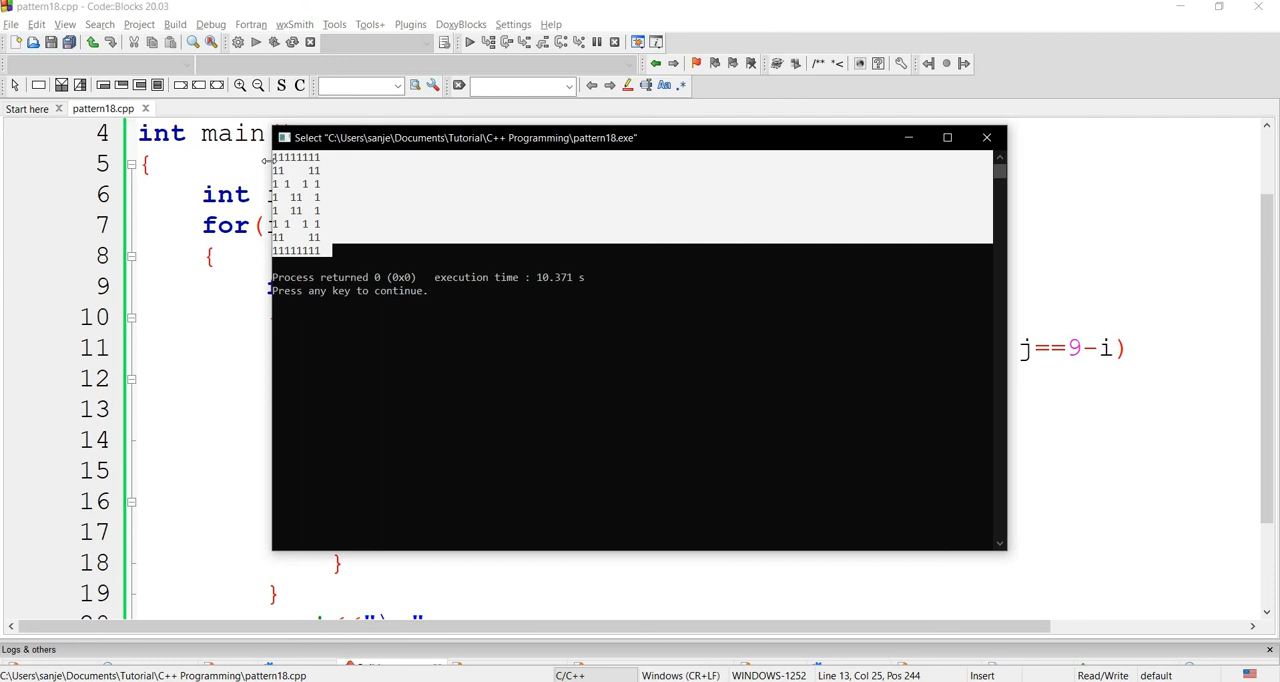 pattern18.cpp - Code::Blocks 20.03
File Edit View Search Project Build Debug Fortran wxSmith Tools Tools+ Plugins DoxyBlocks Settings Help
/** *<
S C Aa .*
Start here pattern18.cpp
4 int main
5 {
6 int
7 for(
8 {
9
10
11 j==9-i)
12
13
14
15
16
17
18 }
19 }
Select "C:\Users\sanje\Documents\Tutorial\C++ Programming\pattern18.exe"
11111111
11    11
1 1  1 1
1  11  1
1  11  1
1 1  1 1
11    11
11111111
Process returned 0 (0x0)   execution time : 10.371 s
Press any key to continue.
Logs & others
C:\Users\sanje\Documents\Tutorial\C++ Programming\pattern18.cpp C/C++ Windows (CR+LF) WINDOWS-1252 Line 13, Col 25, Pos 244 Insert Read/Write default